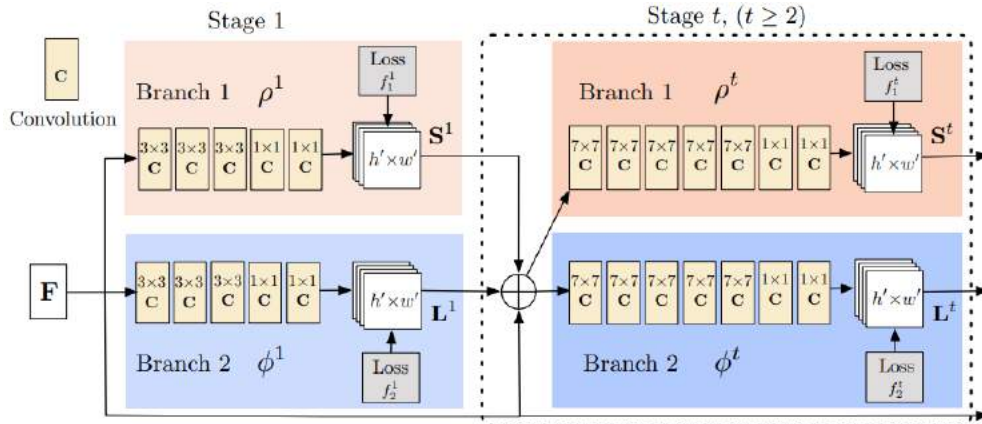 Stage 1
Stage t, (t ≥ 2)
C
Convolution
Branch 1 ρ¹
Loss
f₁¹
3×3 3×3 3×3 1×1 1×1
C C C C C
h′×w′
S¹
Branch 1 ρᵗ
Loss
f₁ᵗ
7×7 7×7 7×7 7×7 7×7 1×1 1×1
C C C C C C C
h′×w′
Sᵗ
F
3×3 3×3 3×3 1×1 1×1
C C C C C
h′×w′
L¹
Branch 2 ϕ¹
Loss
f₂¹
7×7 7×7 7×7 7×7 7×7 1×1 1×1
C C C C C C C
h′×w′
Lᵗ
Branch 2 ϕᵗ
Loss
f₂ᵗ